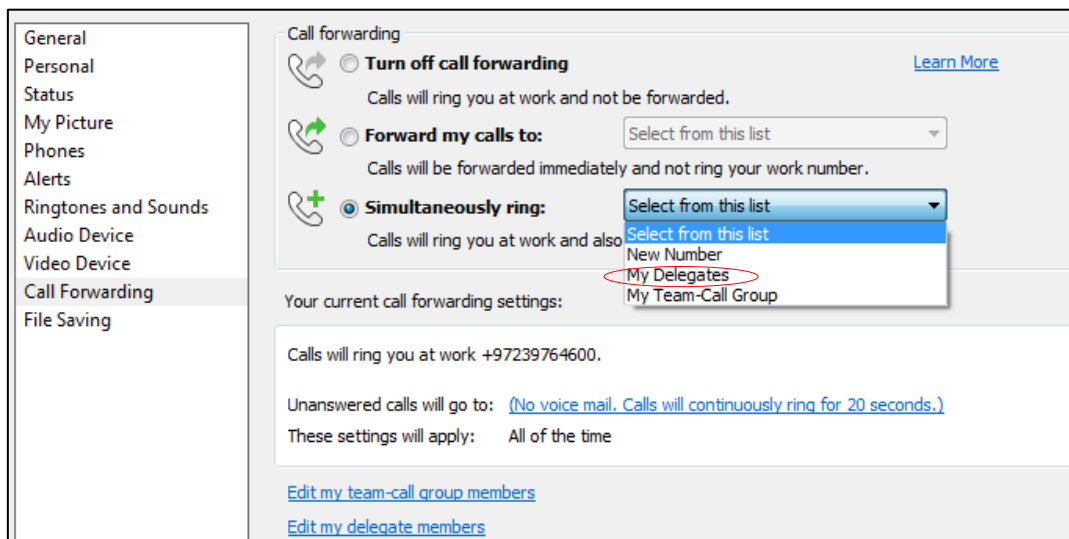 General
Personal
Status
My Picture
Phones
Alerts
Ringtones and Sounds
Audio Device
Video Device
Call Forwarding
File Saving
Call forwarding
Turn off call forwarding
Learn More
Calls will ring you at work and not be forwarded.
Forward my calls to:
Select from this list
Calls will be forwarded immediately and not ring your work number.
Simultaneously ring:
Select from this list
Calls will ring you at work and also
Select from this list
New Number
My Delegates
My Team-Call Group
Your current call forwarding settings:
Calls will ring you at work +97239764600.
Unanswered calls will go to: (No voice mail. Calls will continuously ring for 20 seconds.)
These settings will apply: All of the time
Edit my team-call group members
Edit my delegate members